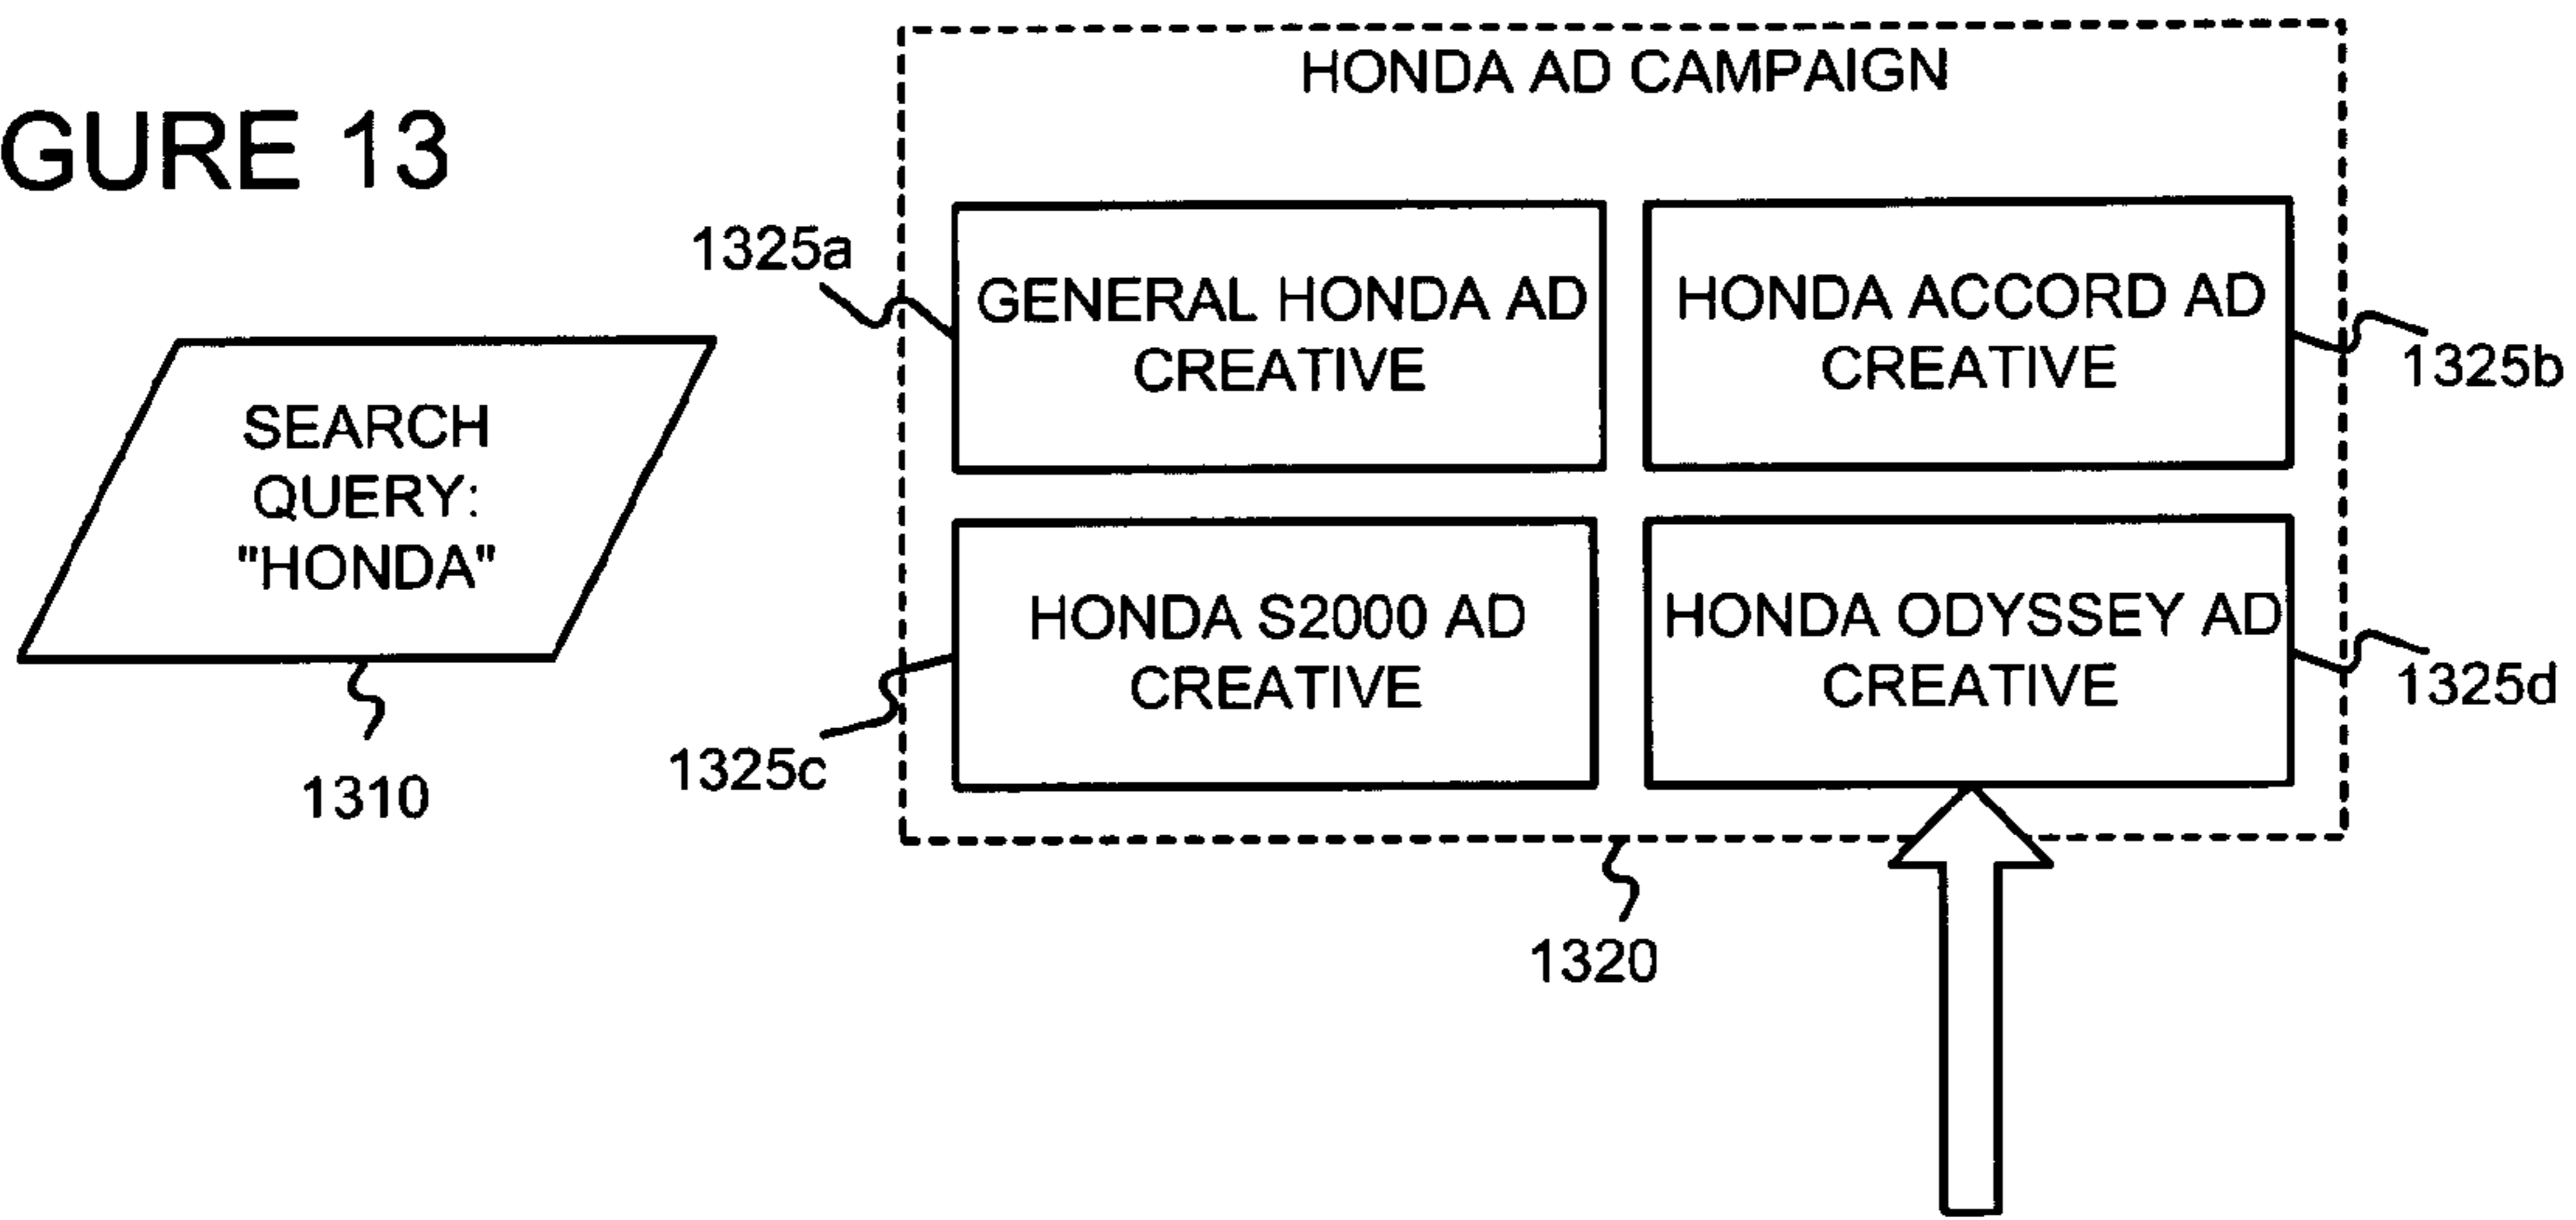 GURE 13
HONDA AD CAMPAIGN
1325a
GENERAL HONDA AD
CREATIVE
HONDA ACCORD AD
CREATIVE
1325b
SEARCH
QUERY:
"HONDA"
1310
HONDA S2000 AD
CREATIVE
1325c
HONDA ODYSSEY AD
CREATIVE
1325d
1320